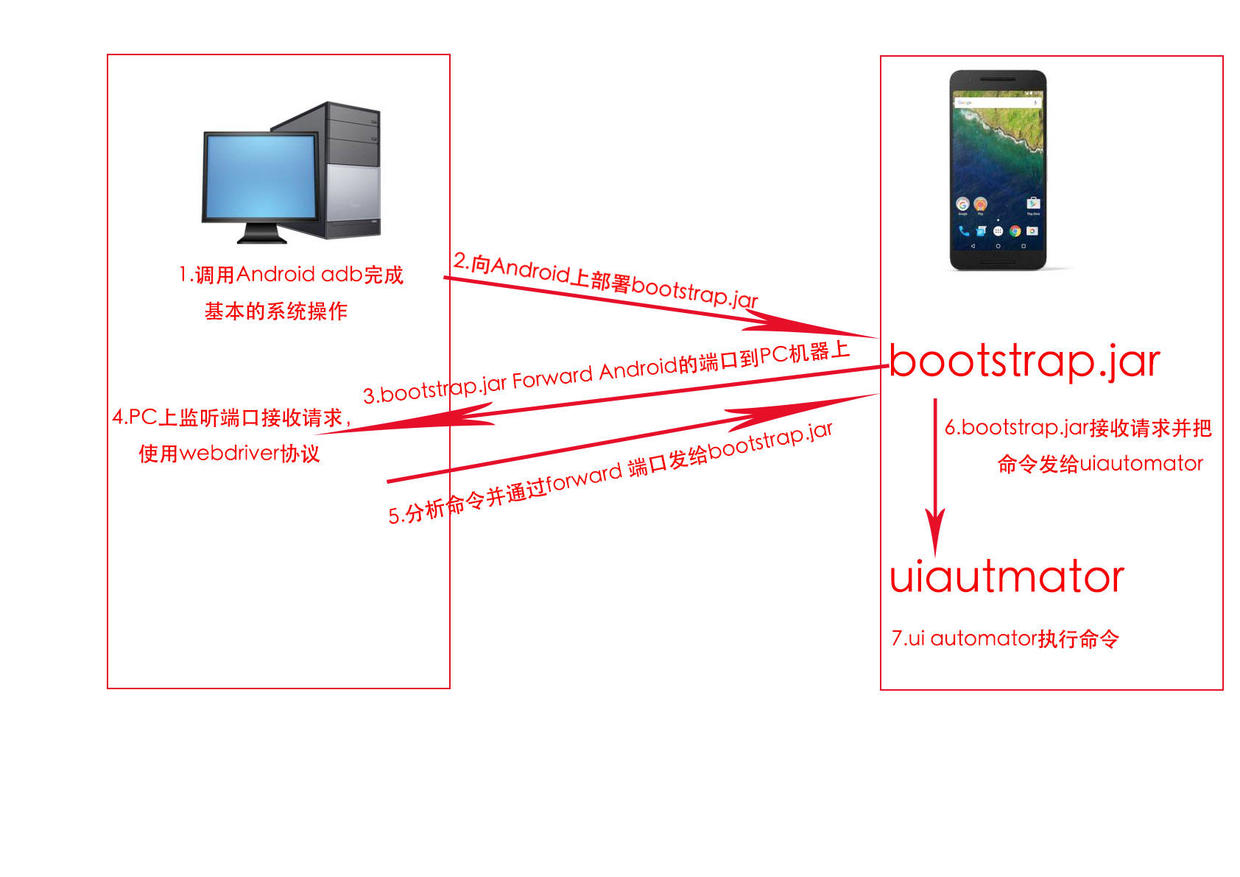 1.调用Android adb完成
基本的系统操作
2.向Android上部署bootstrap.jar
3.bootstrap.jar Forward Android的端口到PC机器上
4.PC上监听端口接收请求，
使用webdriver协议
5.分析命令并通过forward 端口发给bootstrap.jar
bootstrap.jar
6.bootstrap.jar接收请求并把
命令发给uiautomator
uiautmator
7.ui automator执行命令